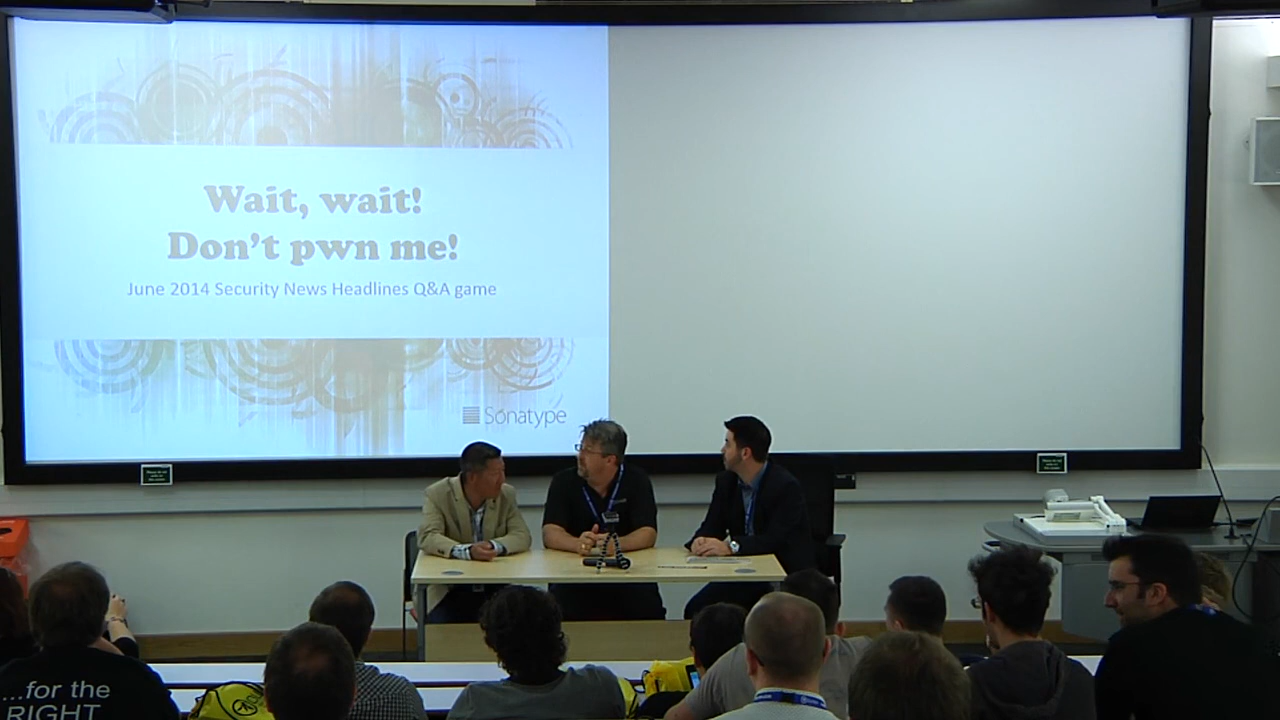 Wait, wait!
Don't pwn me!
June 2014 Security News Headlines Q&A game
Sonatype
...for the
RIGHT